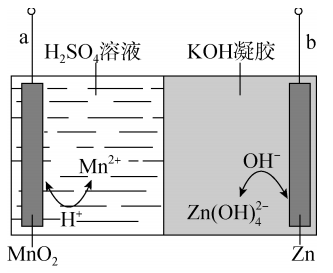 a
b
H₂SO₄溶液
KOH凝胶
Mn²⁺
H⁺
OH⁻
Zn(OH)₄²⁻
MnO₂
Zn